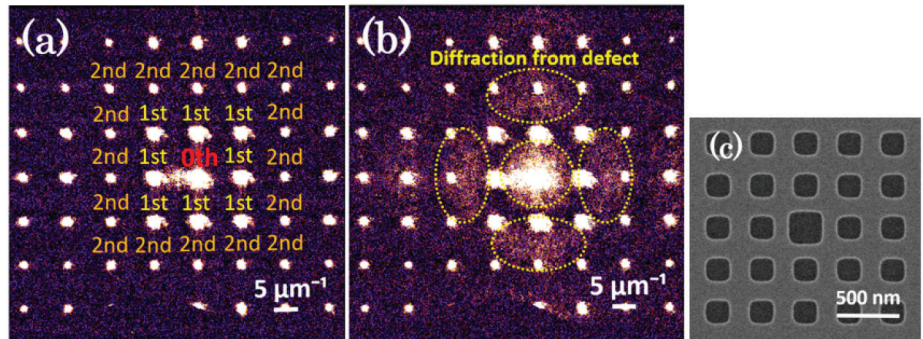 (a)
2nd 2nd 2nd 2nd 2nd
2nd 1st 1st 1st 2nd
2nd 1st 0th 1st 2nd
2nd 1st 1st 1st 2nd
2nd 2nd 2nd 2nd 2nd
5 μm⁻¹
(b)
Diffraction from defect
5 μm⁻¹
(c)
500 nm